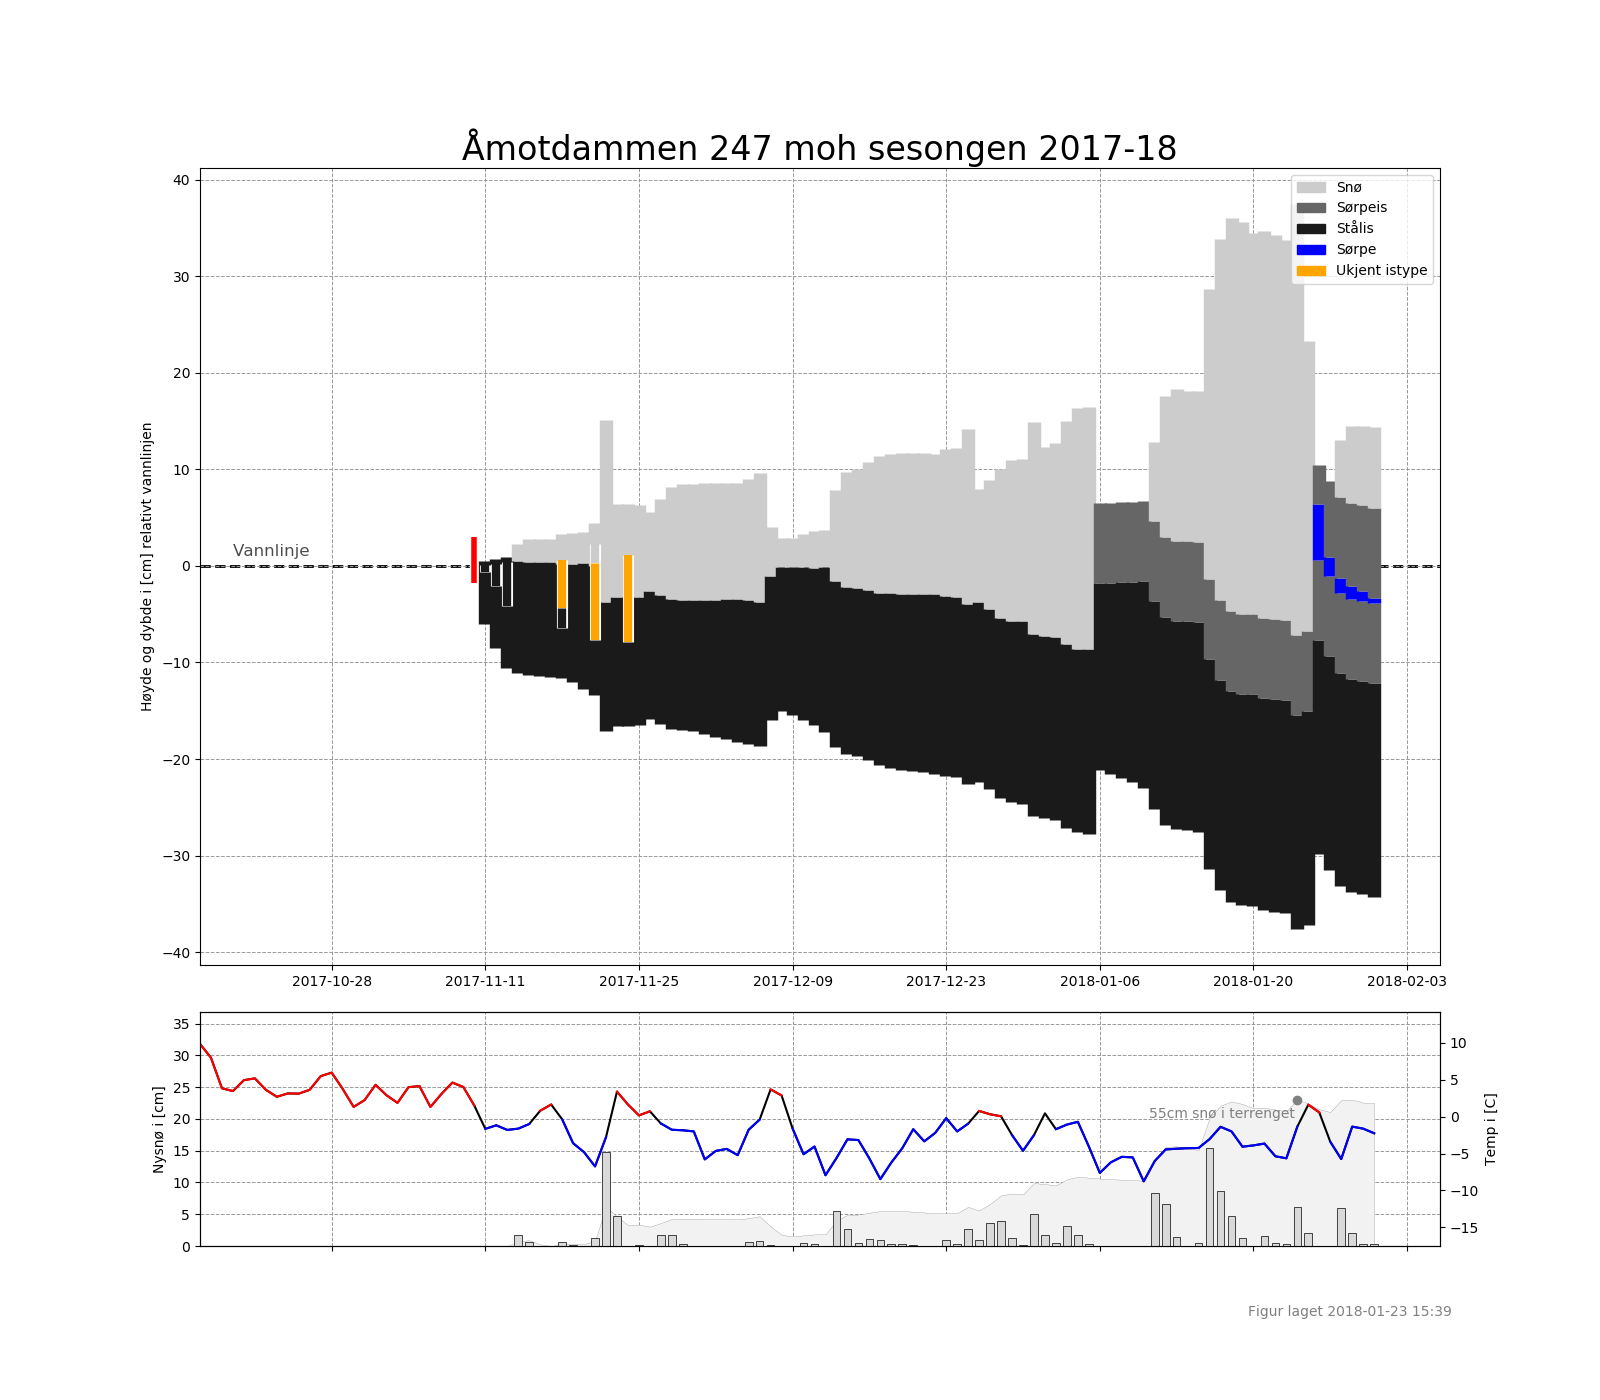 Åmotdammen 247 moh sesongen 2017-18
Høyde og dybde i [cm] relativt vannlinjen
40
30
20
10
0
−10
−20
−30
−40
Vannlinje
Snø
Sørpeis
Stålis
Sørpe
Ukjent istype
2017-10-28 2017-11-11 2017-11-25 2017-12-09 2017-12-23 2018-01-06 2018-01-20 2018-02-03
Nysnø i [cm]
35
30
25
20
15
10
5
0
55cm snø i terrenget
10
5
0
−5
−10
−15
Temp i [C]
Figur laget 2018-01-23 15:39